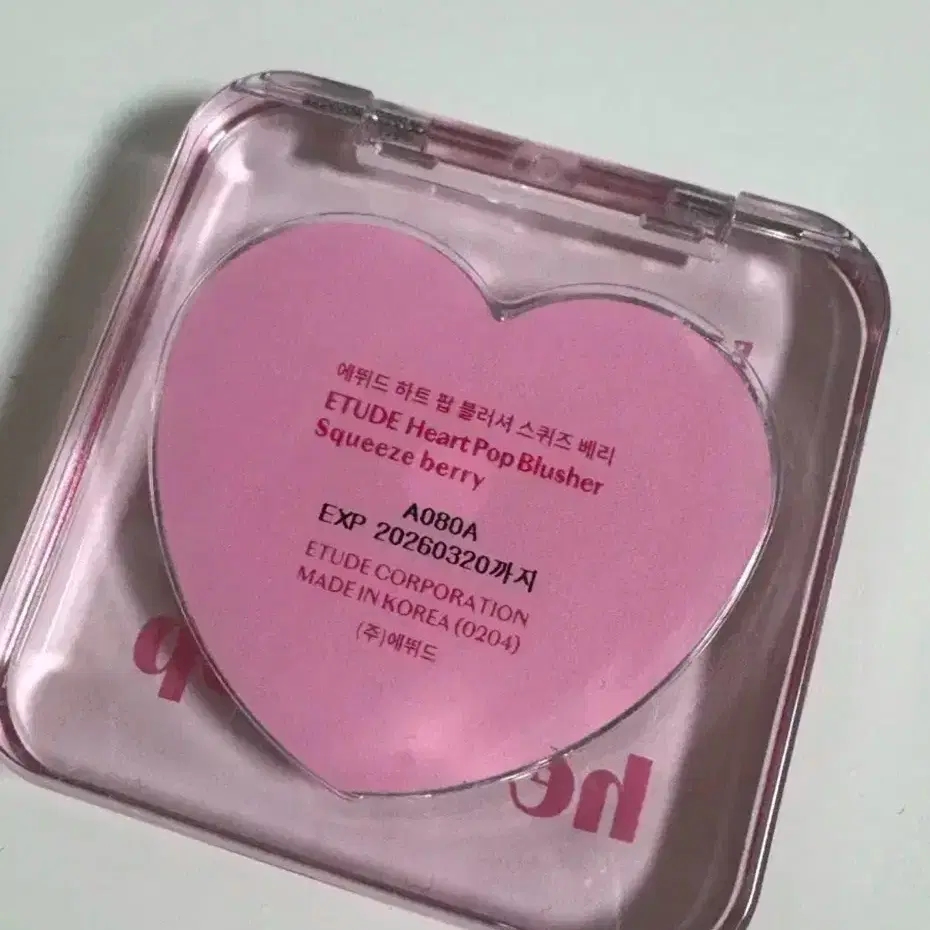 에뛰드 하트 팝 블러셔 스퀴즈 베리
ETUDE Heart Pop Blusher
Squeeze berry
A080A
EXP 20260320까지
ETUDE CORPORATION
MADE IN KOREA (0204)
(주)에뛰드
he
p